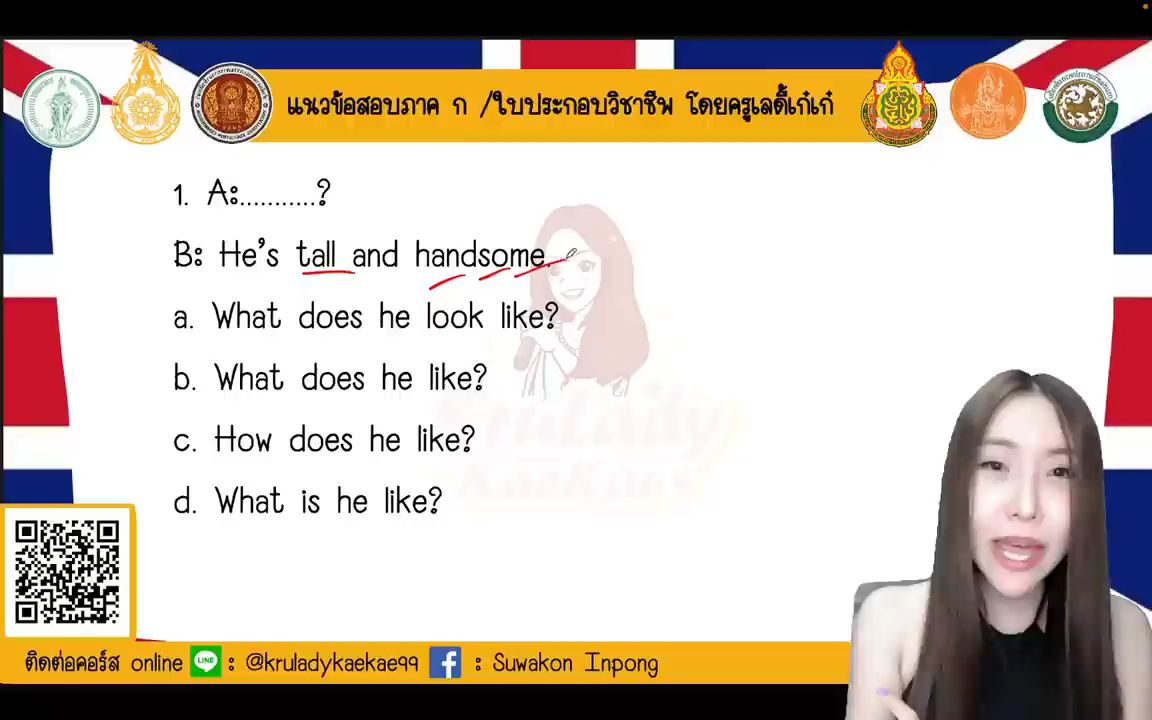 แนวข้อสอบภาค ก /ใบประกอบวิชาชีพ โดยครูเลดี้เก๋เก๋
1. A:...........?
B: He's tall and handsome.
a. What does he look like?
b. What does he like?
c. How does he like?
d. What is he like?
KruLady
KaeKaes
ติดต่อคอร์ส online LINE : @kruladykaekae99 f : Suwakon Inpong